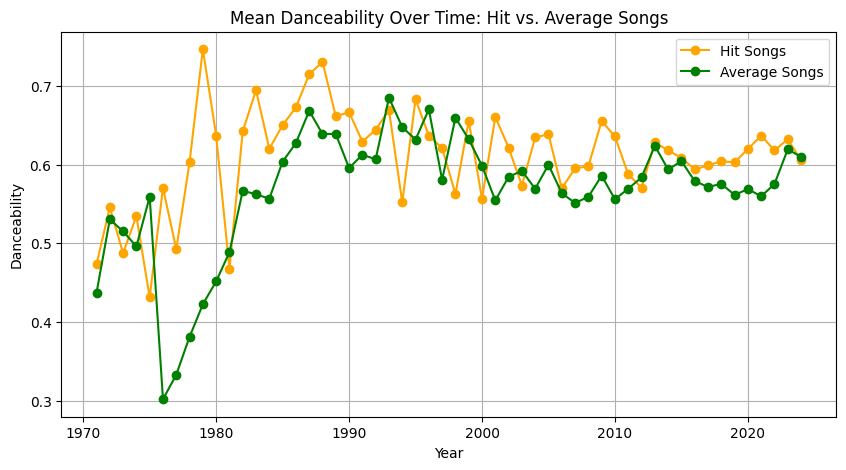 Mean Danceability Over Time: Hit vs. Average Songs
Hit Songs
Average Songs
Danceability
0.7
0.6
0.5
0.4
0.3
1970
1980
1990
2000
2010
2020
Year